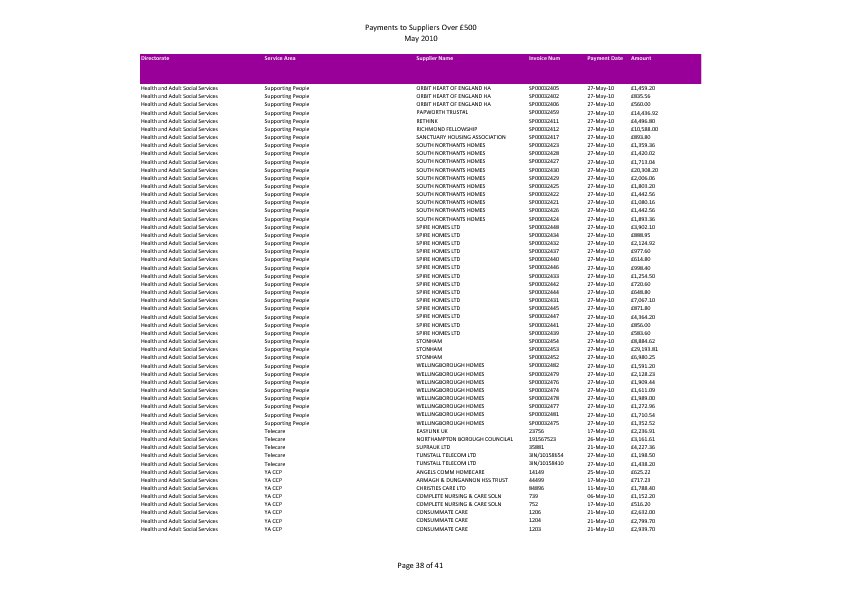 Payments to Suppliers Over £500
May 2010
Directorate Service Area Supplier Name Invoice Num Payment Date Amount
Health and Adult Social Services Supporting People ORBIT HEART OF ENGLAND HA SP00032405 27-May-10 £1,459.20
Health and Adult Social Services Supporting People ORBIT HEART OF ENGLAND HA SP00032402 27-May-10 £835.56
Health and Adult Social Services Supporting People ORBIT HEART OF ENGLAND HA SP00032406 27-May-10 £560.00
Health and Adult Social Services Supporting People PAPWORTH TRUSTAL SP00032459 27-May-10 £14,436.92
Health and Adult Social Services Supporting People RETHINK SP00032411 27-May-10 £4,496.80
Health and Adult Social Services Supporting People RICHMOND FELLOWSHIP SP00032412 27-May-10 £10,588.00
Health and Adult Social Services Supporting People SANCTUARY HOUSING ASSOCIATION SP00032417 27-May-10 £893.80
Health and Adult Social Services Supporting People SOUTH NORTHANTS HOMES SP00032423 27-May-10 £1,359.36
Health and Adult Social Services Supporting People SOUTH NORTHANTS HOMES SP00032428 27-May-10 £1,420.02
Health and Adult Social Services Supporting People SOUTH NORTHANTS HOMES SP00032427 27-May-10 £1,713.04
Health and Adult Social Services Supporting People SOUTH NORTHANTS HOMES SP00032430 27-May-10 £20,308.20
Health and Adult Social Services Supporting People SOUTH NORTHANTS HOMES SP00032429 27-May-10 £2,006.06
Health and Adult Social Services Supporting People SOUTH NORTHANTS HOMES SP00032425 27-May-10 £1,803.20
Health and Adult Social Services Supporting People SOUTH NORTHANTS HOMES SP00032422 27-May-10 £1,442.56
Health and Adult Social Services Supporting People SOUTH NORTHANTS HOMES SP00032421 27-May-10 £1,080.16
Health and Adult Social Services Supporting People SOUTH NORTHANTS HOMES SP00032426 27-May-10 £1,442.56
Health and Adult Social Services Supporting People SOUTH NORTHANTS HOMES SP00032424 27-May-10 £1,893.36
Health and Adult Social Services Supporting People SPIRE HOMES LTD SP00032448 27-May-10 £3,902.10
Health and Adult Social Services Supporting People SPIRE HOMES LTD SP00032434 27-May-10 £888.95
Health and Adult Social Services Supporting People SPIRE HOMES LTD SP00032432 27-May-10 £2,124.92
Health and Adult Social Services Supporting People SPIRE HOMES LTD SP00032437 27-May-10 £977.60
Health and Adult Social Services Supporting People SPIRE HOMES LTD SP00032440 27-May-10 £614.80
Health and Adult Social Services Supporting People SPIRE HOMES LTD SP00032446 27-May-10 £998.40
Health and Adult Social Services Supporting People SPIRE HOMES LTD SP00032433 27-May-10 £1,254.50
Health and Adult Social Services Supporting People SPIRE HOMES LTD SP00032442 27-May-10 £720.60
Health and Adult Social Services Supporting People SPIRE HOMES LTD SP00032444 27-May-10 £648.80
Health and Adult Social Services Supporting People SPIRE HOMES LTD SP00032431 27-May-10 £7,067.10
Health and Adult Social Services Supporting People SPIRE HOMES LTD SP00032445 27-May-10 £871.80
Health and Adult Social Services Supporting People SPIRE HOMES LTD SP00032447 27-May-10 £4,364.20
Health and Adult Social Services Supporting People SPIRE HOMES LTD SP00032441 27-May-10 £856.00
Health and Adult Social Services Supporting People SPIRE HOMES LTD SP00032439 27-May-10 £583.60
Health and Adult Social Services Supporting People STONHAM SP00032454 27-May-10 £8,884.62
Health and Adult Social Services Supporting People STONHAM SP00032453 27-May-10 £29,193.81
Health and Adult Social Services Supporting People STONHAM SP00032452 27-May-10 £6,980.25
Health and Adult Social Services Supporting People WELLINGBOROUGH HOMES SP00032482 27-May-10 £1,591.20
Health and Adult Social Services Supporting People WELLINGBOROUGH HOMES SP00032479 27-May-10 £2,128.23
Health and Adult Social Services Supporting People WELLINGBOROUGH HOMES SP00032476 27-May-10 £1,909.44
Health and Adult Social Services Supporting People WELLINGBOROUGH HOMES SP00032474 27-May-10 £1,611.09
Health and Adult Social Services Supporting People WELLINGBOROUGH HOMES SP00032478 27-May-10 £1,989.00
Health and Adult Social Services Supporting People WELLINGBOROUGH HOMES SP00032477 27-May-10 £1,272.96
Health and Adult Social Services Supporting People WELLINGBOROUGH HOMES SP00032481 27-May-10 £1,710.54
Health and Adult Social Services Supporting People WELLINGBOROUGH HOMES SP00032475 27-May-10 £1,352.52
Health and Adult Social Services Telecare EASYLINK UK 23756 17-May-10 £2,236.91
Health and Adult Social Services Telecare NORTHAMPTON BOROUGH COUNCILAL 191567523 26-May-10 £3,161.61
Health and Adult Social Services Telecare SUPRAUK LTD 35881 21-May-10 £4,227.36
Health and Adult Social Services Telecare TUNSTALL TELECOM LTD 3IN/10158654 27-May-10 £1,198.50
Health and Adult Social Services Telecare TUNSTALL TELECOM LTD 3IN/10158410 27-May-10 £1,438.20
Health and Adult Social Services YA CCP ANGELS COMM HOMECARE 14149 25-May-10 £625.22
Health and Adult Social Services YA CCP ARMAGH & DUNGANNON HSS TRUST 44499 17-May-10 £717.23
Health and Adult Social Services YA CCP CHRISTIES CARE LTD 84896 11-May-10 £1,788.40
Health and Adult Social Services YA CCP COMPLETE NURSING & CARE SOLN 739 06-May-10 £1,152.20
Health and Adult Social Services YA CCP COMPLETE NURSING & CARE SOLN 752 17-May-10 £516.20
Health and Adult Social Services YA CCP CONSUMMATE CARE 1206 21-May-10 £2,632.00
Health and Adult Social Services YA CCP CONSUMMATE CARE 1204 21-May-10 £2,799.70
Health and Adult Social Services YA CCP CONSUMMATE CARE 1203 21-May-10 £2,939.70
Page 38 of 41